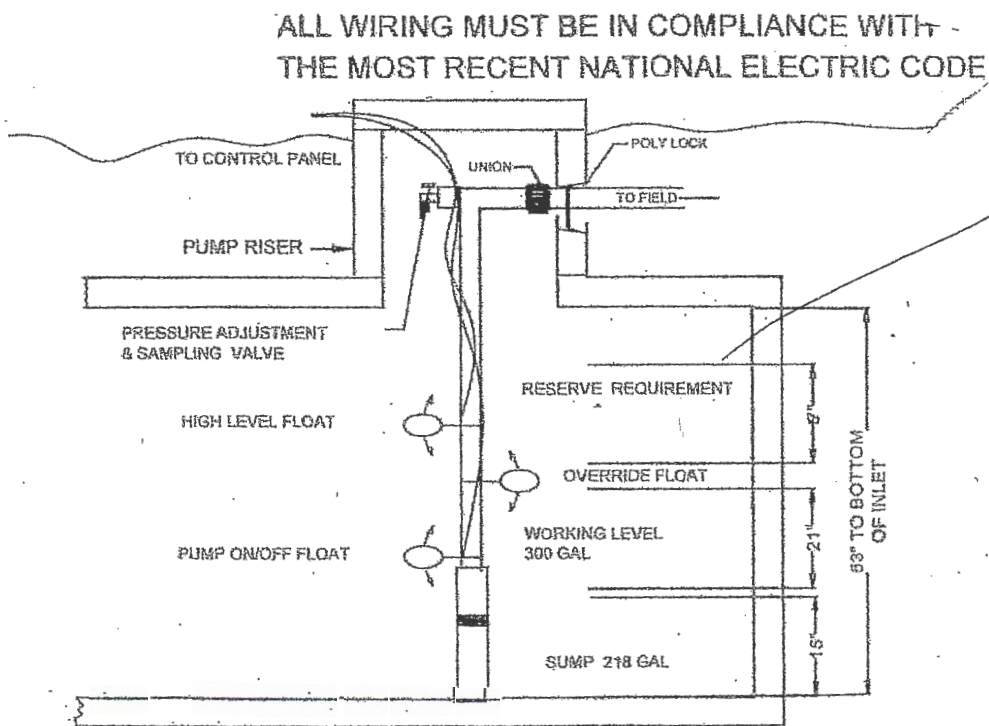 ALL WIRING MUST BE IN COMPLIANCE WITH
THE MOST RECENT NATIONAL ELECTRIC CODE
TO CONTROL PANEL
UNION
POLY LOCK
TO FIELD
PUMP RISER
PRESSURE ADJUSTMENT
& SAMPLING VALVE
RESERVE REQUIREMENT
HIGH LEVEL FLOAT
OVERRIDE FLOAT
PUMP ON/OFF FLOAT
WORKING LEVEL
300 GAL
21"
TO BOTTOM
OF INLET
SUMP 218 GAL